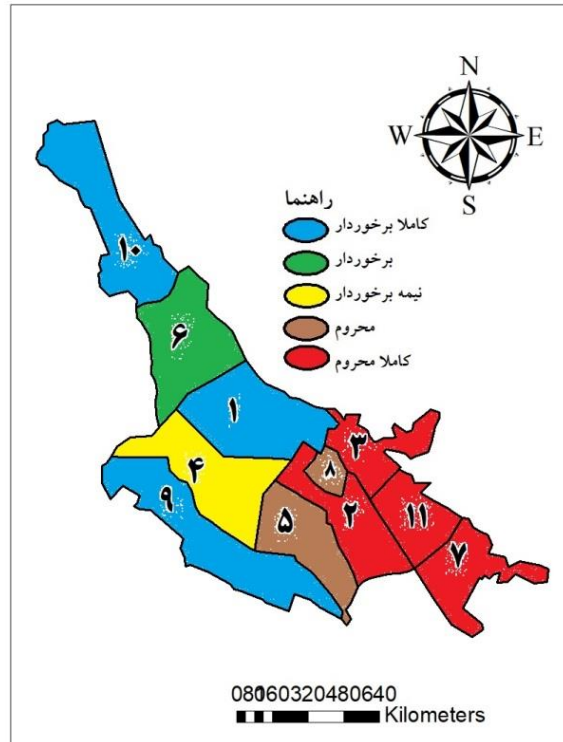 N
W E
S
راهنما
کاملا برخوردار
برخوردار
نیمه برخوردار
محروم
کاملا محروم
۱۰
۶
۱
۳
۴
۸
۹
۵
۲
۱۱
۷
080160320480640
Kilometers